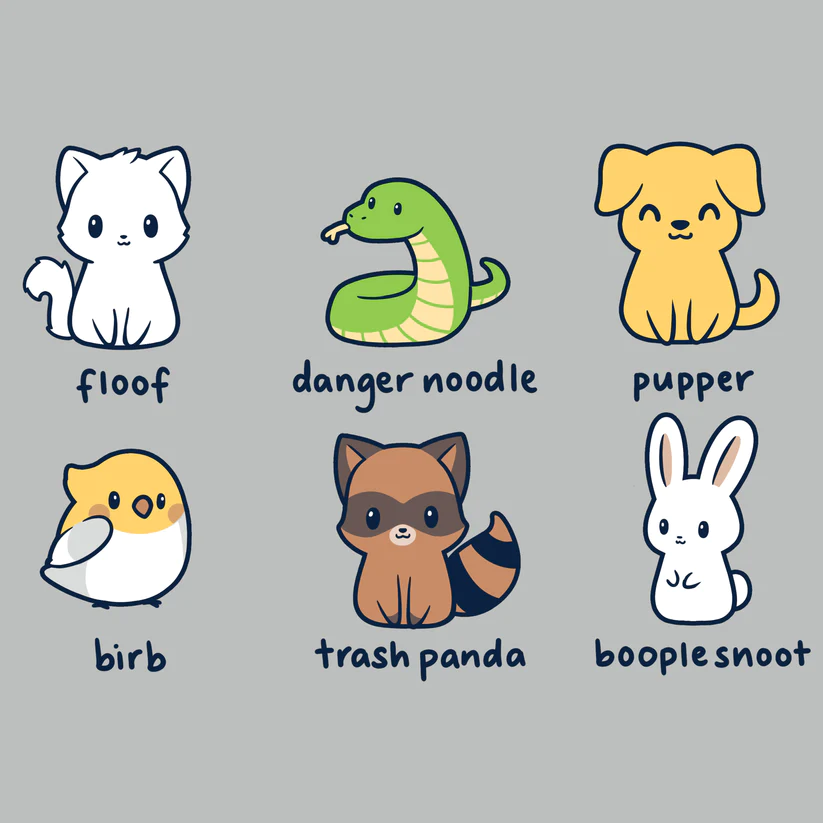 floof
danger noodle
pupper
birb
trash panda
boople snoot